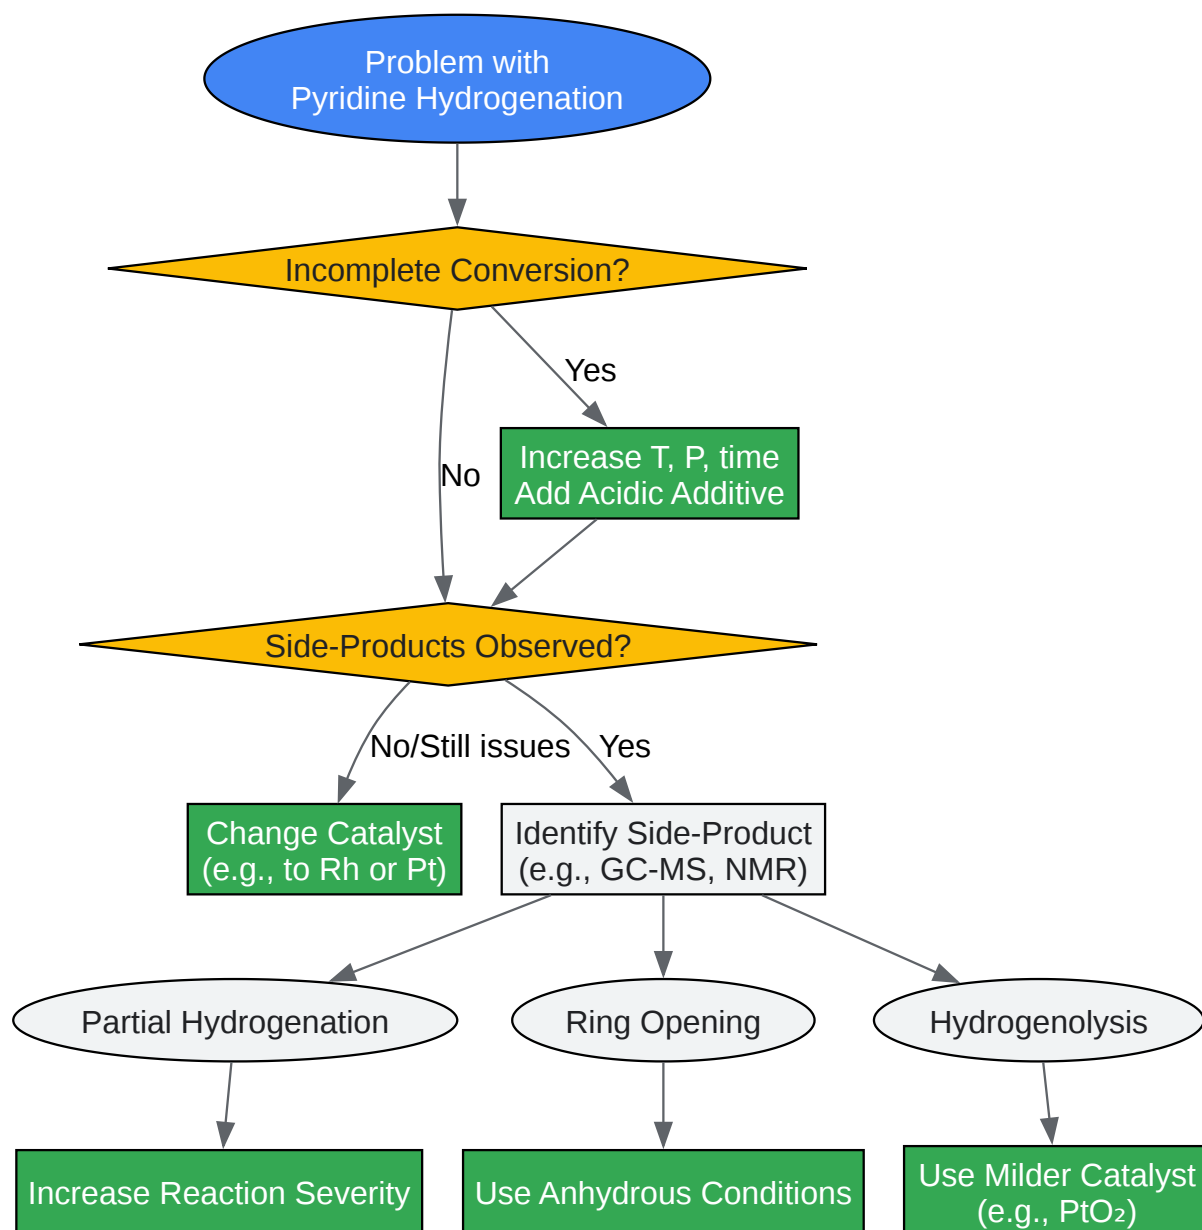 Problem with
Pyridine Hydrogenation
Incomplete Conversion?
Yes
Increase T, P, time
Add Acidic Additive
No
Side-Products Observed?
No/Still issues
Yes
Change Catalyst
(e.g., to Rh or Pt)
Identify Side-Product
(e.g., GC-MS, NMR)
Partial Hydrogenation
Ring Opening
Hydrogenolysis
Increase Reaction Severity
Use Anhydrous Conditions
Use Milder Catalyst
(e.g., PtO₂)